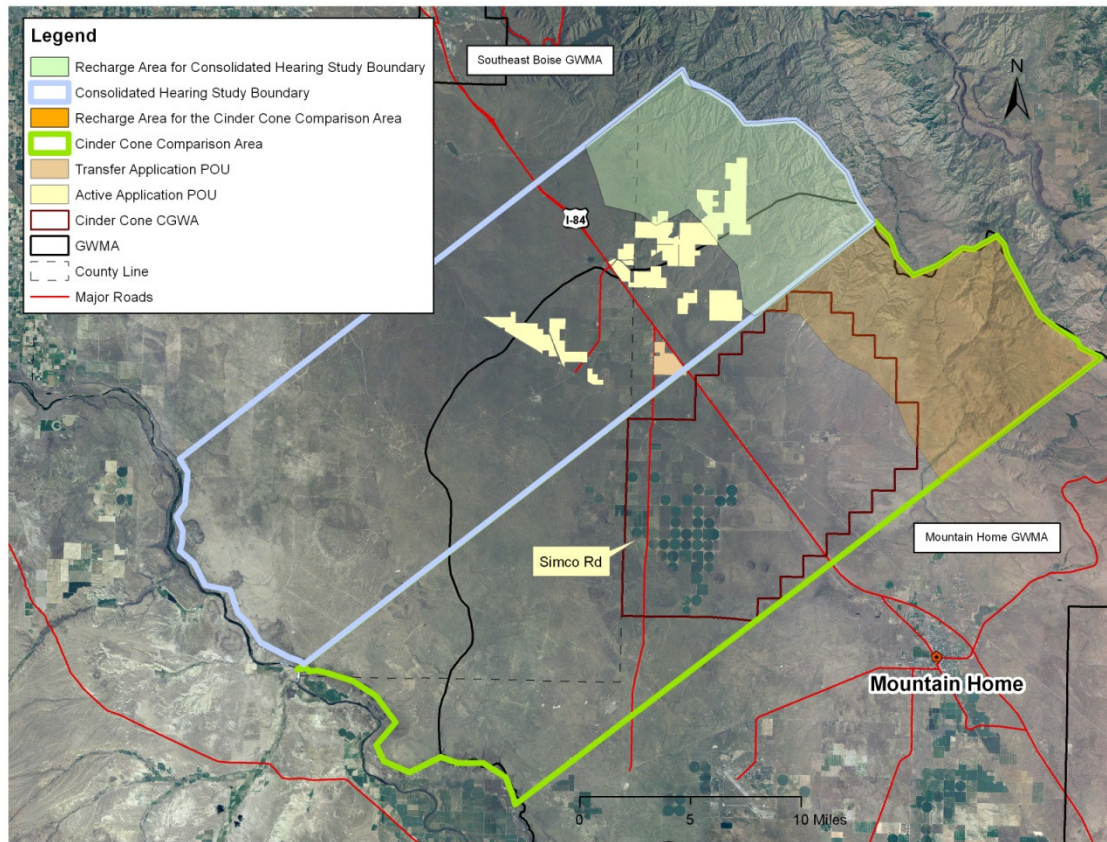 Legend
Recharge Area for Consolidated Hearing Study Boundary
Consolidated Hearing Study Boundary
Recharge Area for the Cinder Cone Comparison Area
Cinder Cone Comparison Area
Transfer Application POU
Active Application POU
Cinder Cone CGWA
GWMA
County Line
Major Roads
Southeast Boise GWMA
N
I-84
Simco Rd
Mountain Home GWMA
Mountain Home
0 5 10 Miles